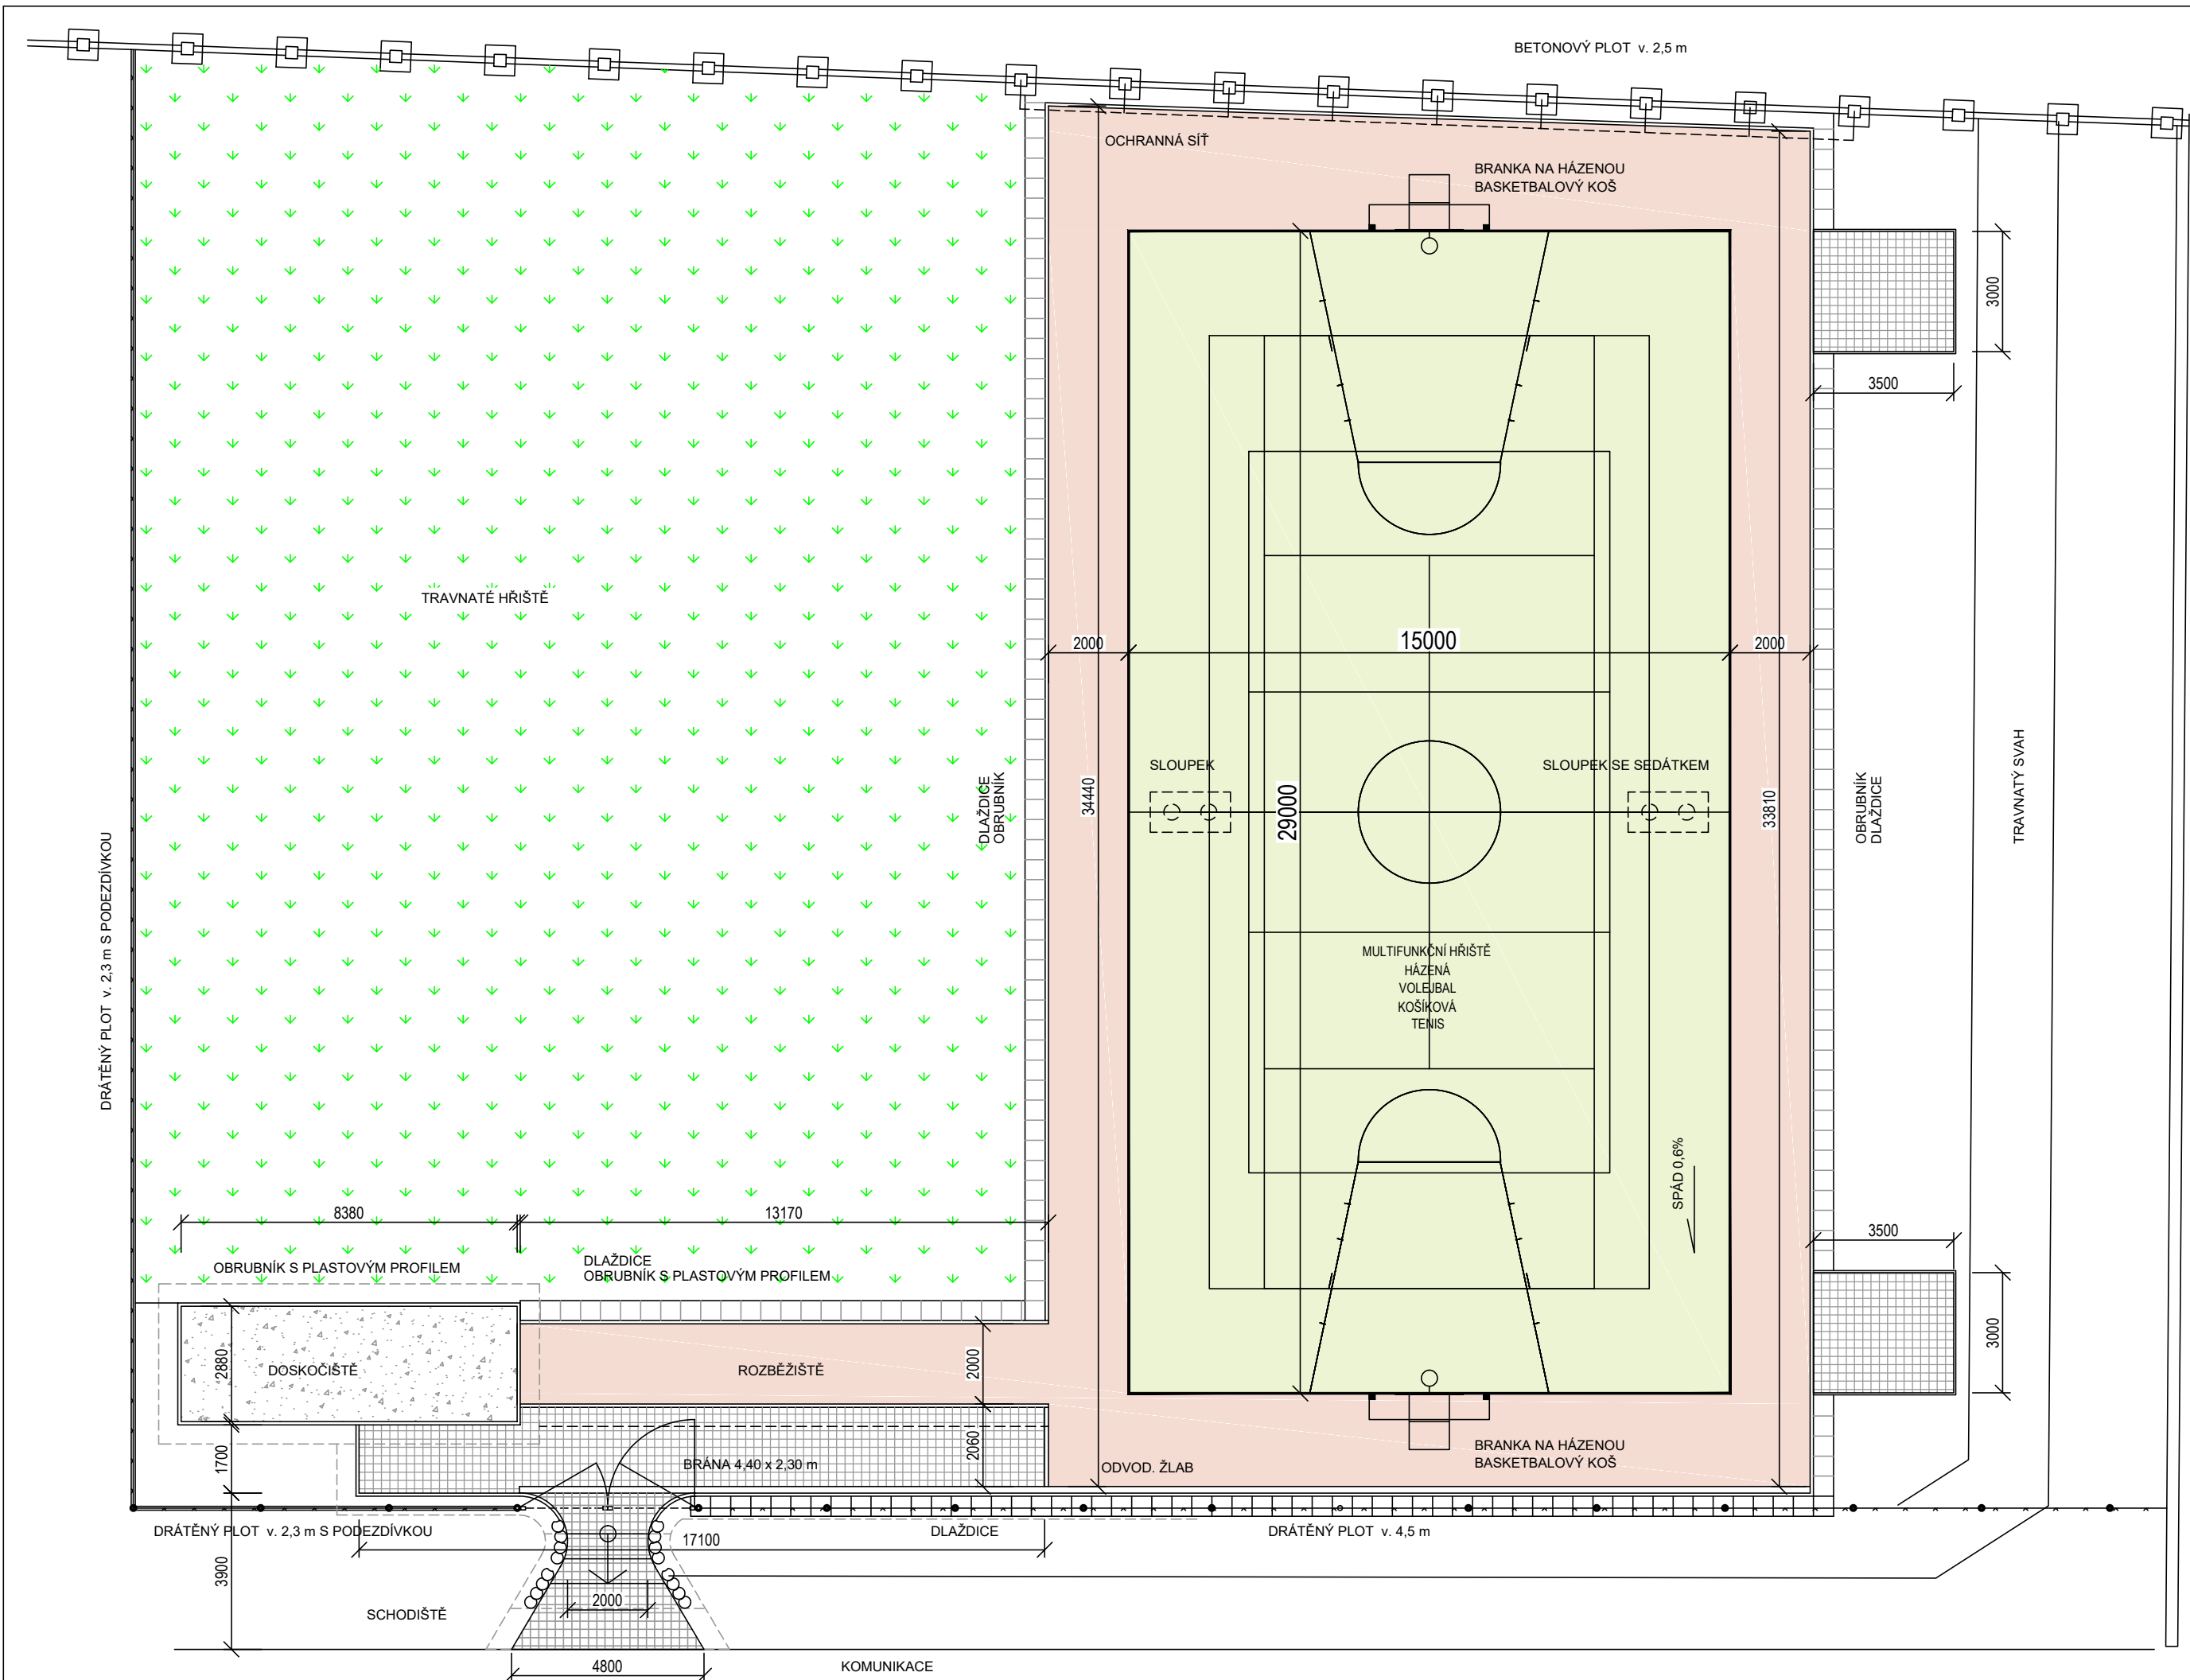 BETONOVÝ PLOT v. 2,5 m
OCHRANNÁ SÍŤ
BRANKA NA HÁZENOU
BASKETBALOVÝ KOŠ
3000
3500
TRAVNATÉ HŘIŠTĚ
2000
15000
2000
SLOUPEK
SLOUPEK SE SEDÁTKEM
DLAŽDICE
OBRUBNÍK
34440
29000
33810
OBRUBNÍK
DLAŽDICE
TRAVNATÝ SVAH
DRÁTĚNÝ PLOT v. 2,3 m S PODEZDÍVKOU
MULTIFUNKČNÍ HŘIŠTĚ
HÁZENÁ
VOLEJBAL
KOŠÍKOVÁ
TENIS
SPÁD 0,6%
8380
13170
3500
OBRUBNÍK S PLASTOVÝM PROFILEM
DLAŽDICE
OBRUBNÍK S PLASTOVÝM PROFILEM
2880
DOSKOČIŠTĚ
ROZBĚŽIŠTĚ
2000
3000
1700
BRÁNA 4,40 x 2,30 m
2060
ODVOD. ŽLAB
BRANKA NA HÁZENOU
BASKETBALOVÝ KOŠ
DRÁTĚNÝ PLOT v. 2,3 m S PODEZDÍVKOU
17100
DLAŽDICE
DRÁTĚNÝ PLOT v. 4,5 m
3900
2000
SCHODIŠTĚ
4800
KOMUNIKACE